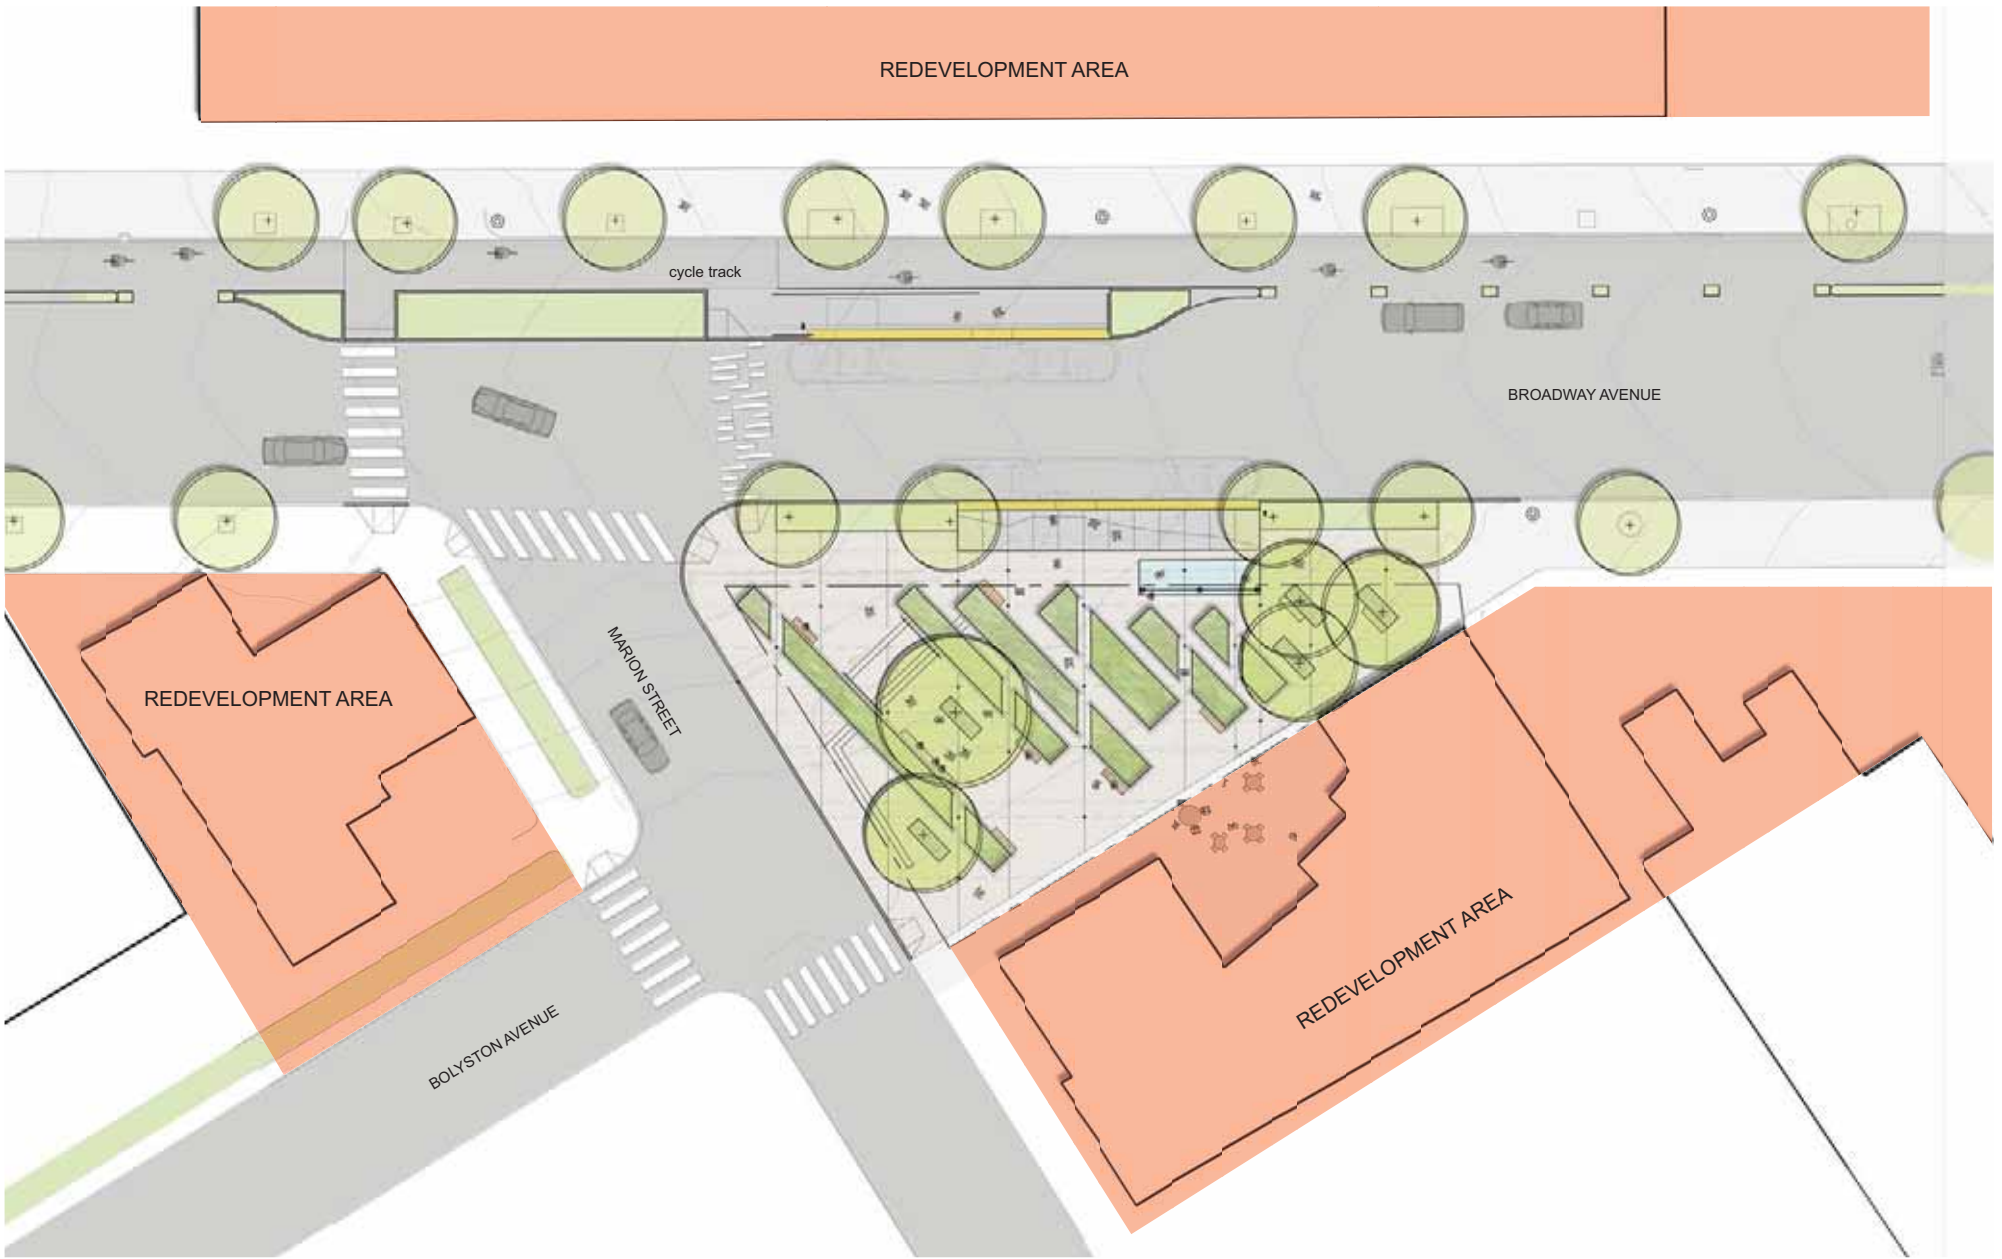 REDEVELOPMENT AREA
cycle track
BROADWAY AVENUE
MARION STREET
REDEVELOPMENT AREA
REDEVELOPMENT AREA
BOLYSTON AVENUE